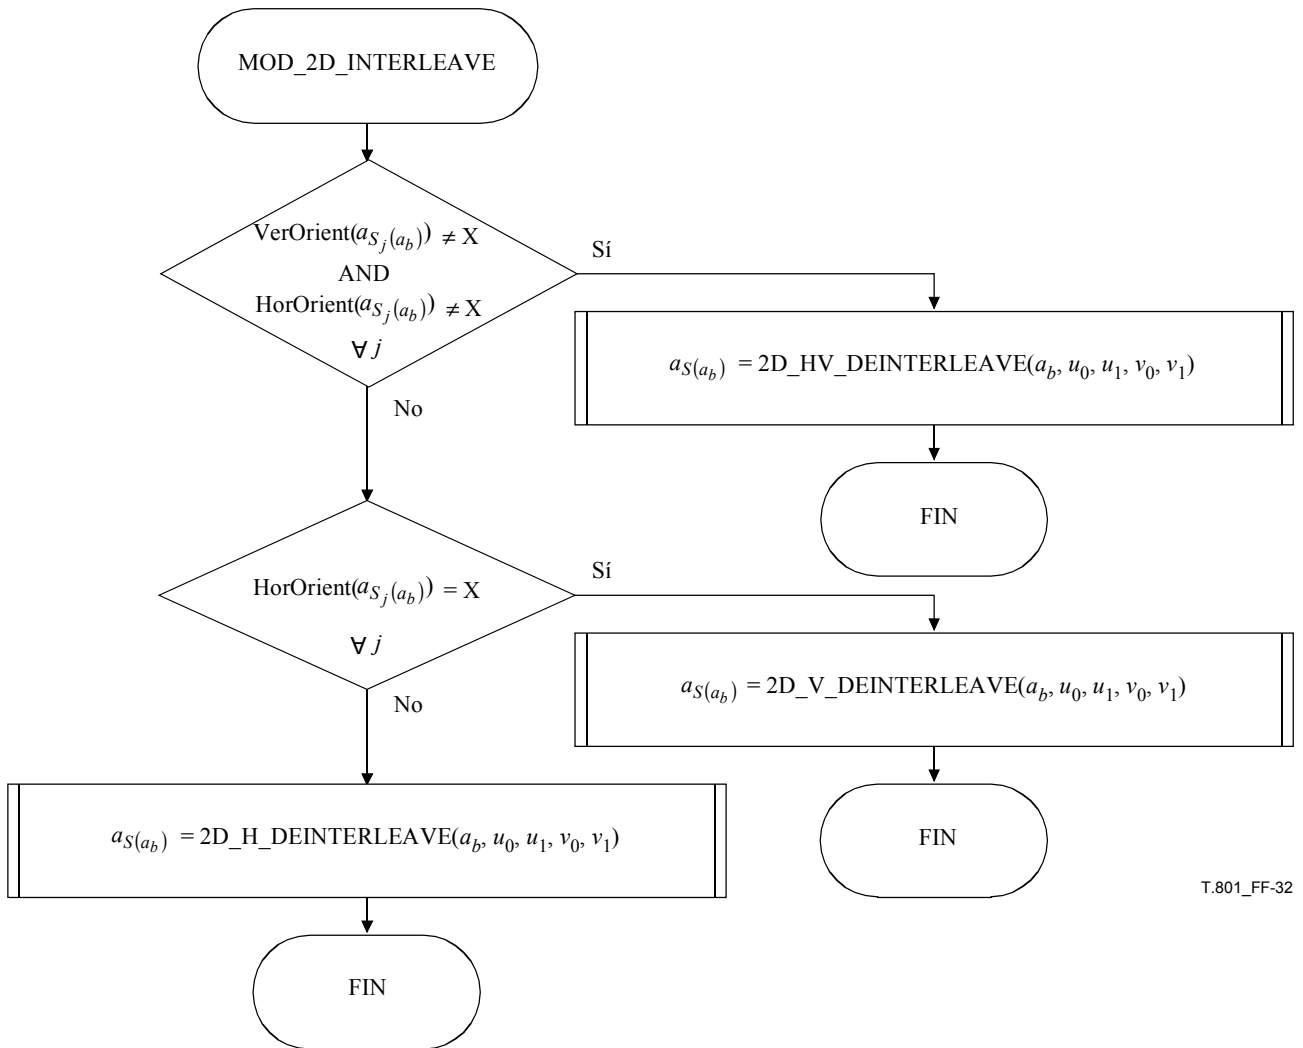 MOD_2D_INTERLEAVE
VerOrient(a_{S_j(a_b)}) ≠ X
AND
HorOrient(a_{S_j(a_b)}) ≠ X
∀ j
Sí
a_{S(a_b)} = 2D_HV_DEINTERLEAVE(a_b, u_0, u_1, v_0, v_1)
No
FIN
HorOrient(a_{S_j(a_b)}) = X
∀ j
Sí
a_{S(a_b)} = 2D_V_DEINTERLEAVE(a_b, u_0, u_1, v_0, v_1)
No
a_{S(a_b)} = 2D_H_DEINTERLEAVE(a_b, u_0, u_1, v_0, v_1)
FIN
T.801_FF-32
FIN